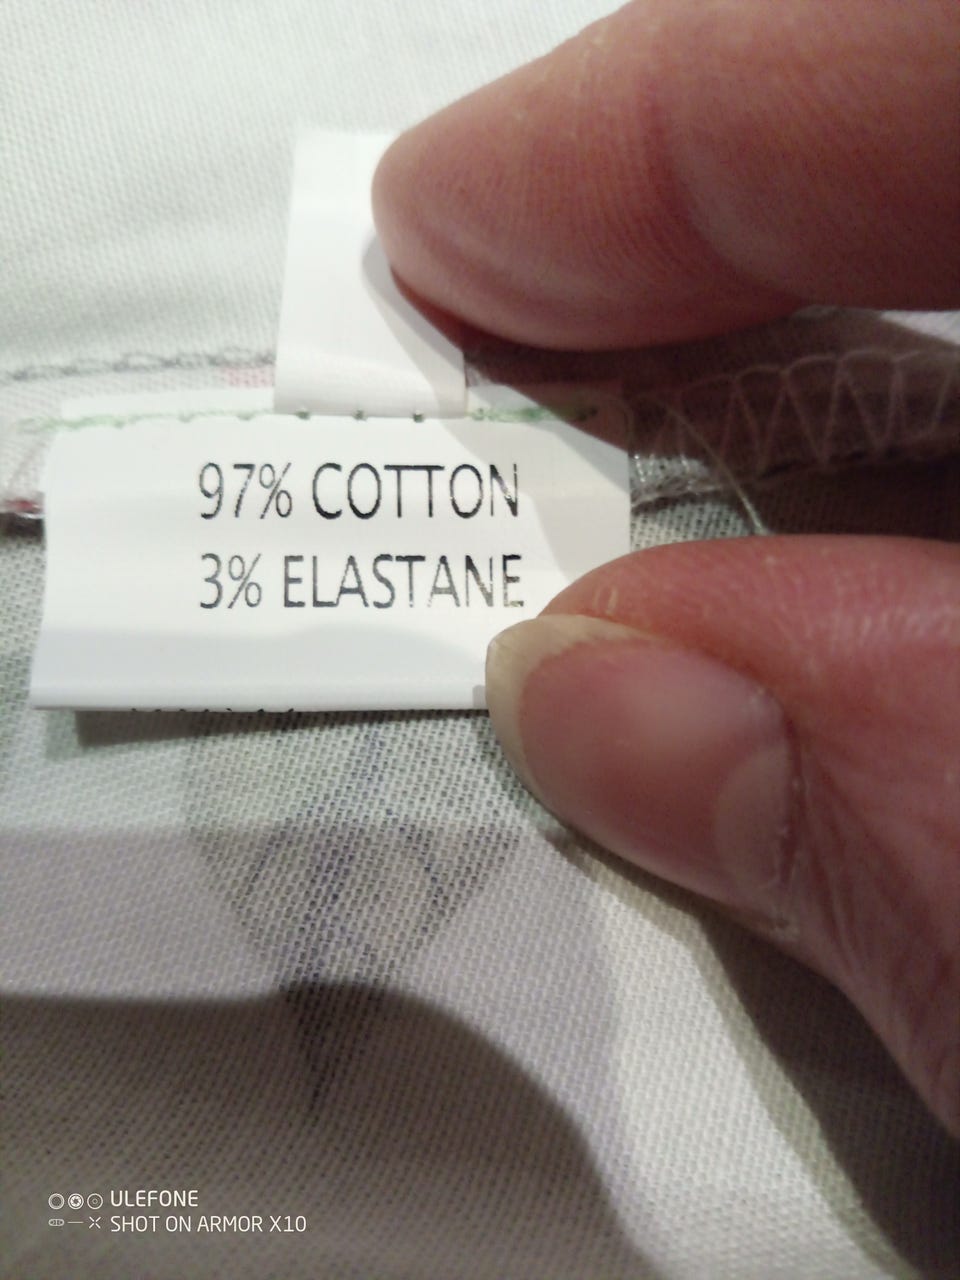 97% COTTON
3% ELASTANE
ULEFONE
SHOT ON ARMOR X10